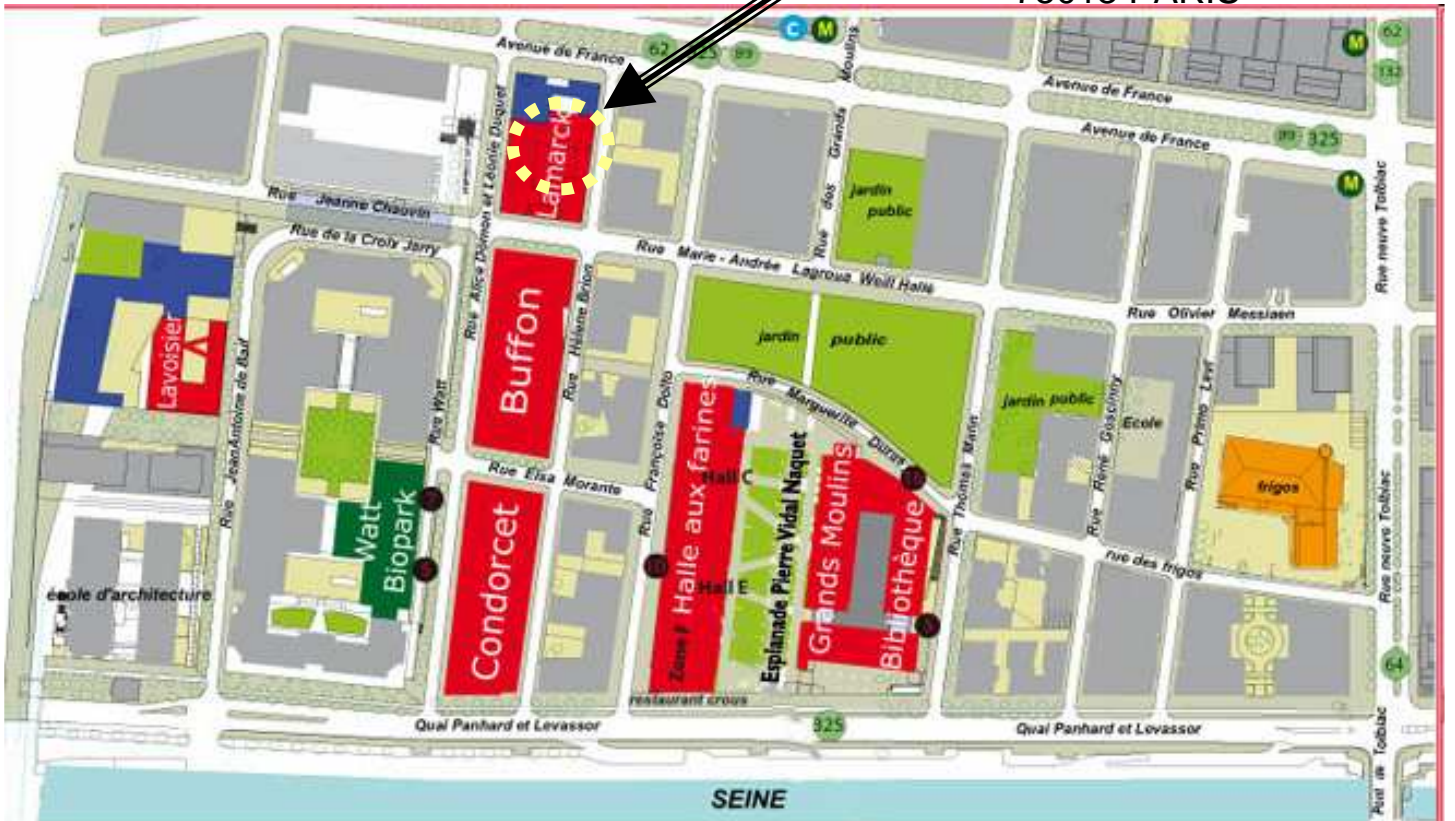 75013 PARIS
Avenue de France
62
325
89
C
M
Rue des Grands Moulins
Avenue de France
M
62
132
Avenue de France
89
325
M
Rue neuve Tolbiac
Lamarck
Rue Alice Domon et Léonie Duquet
jardin
public
Rue Jeanne Chauvin
Rue de la Croix Jarry
Rue Marie - Andrée Lagroua Weill Hallé
Rue Olivier Messiaen
Lavoisier
Rue Jean Antoine de Baïf
Rue Watt
Buffon
Rue Hélène Brion
Rue Françoise Dolto
jardin public
Rue Marguerite Duras
Rue Thomas Mann
jardin public
Rue René Goscinny
Ecole
Rue Primo Levi
frigos
Rue Elsa Morante
Halle aux farines
Hall C
Hall E
Esplanade Pierre Vidal Naquet
Grands Moulins
Bibliothèque
rue des frigos
Rue neuve Tolbiac
école d'architecture
Watt
Biopark
Condorcet
restaurant crous
64
Quai Panhard et Levassor
325
Quai Panhard et Levassor
Pont de Tolbiac
SEINE